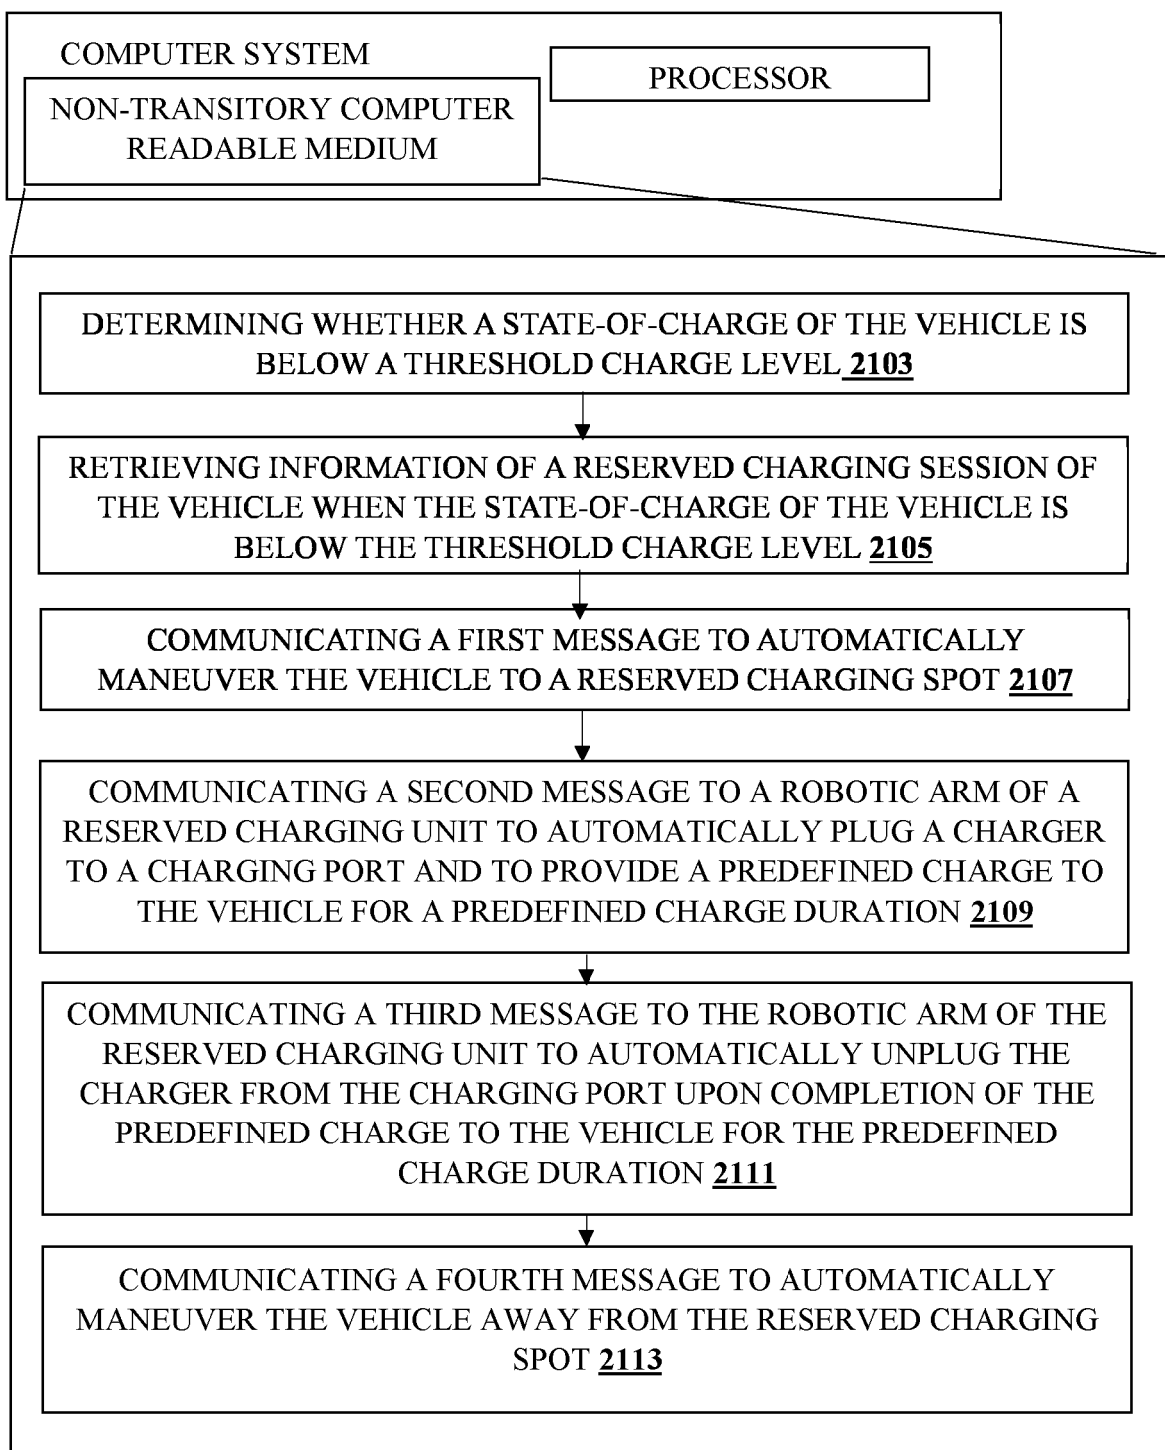 COMPUTER SYSTEM
PROCESSOR
NON-TRANSITORY COMPUTER
READABLE MEDIUM
DETERMINING WHETHER A STATE-OF-CHARGE OF THE VEHICLE IS
BELOW A THRESHOLD CHARGE LEVEL 2103
RETRIEVING INFORMATION OF A RESERVED CHARGING SESSION OF
THE VEHICLE WHEN THE STATE-OF-CHARGE OF THE VEHICLE IS
BELOW THE THRESHOLD CHARGE LEVEL 2105
COMMUNICATING A FIRST MESSAGE TO AUTOMATICALLY
MANEUVER THE VEHICLE TO A RESERVED CHARGING SPOT 2107
COMMUNICATING A SECOND MESSAGE TO A ROBOTIC ARM OF A
RESERVED CHARGING UNIT TO AUTOMATICALLY PLUG A CHARGER
TO A CHARGING PORT AND TO PROVIDE A PREDEFINED CHARGE TO
THE VEHICLE FOR A PREDEFINED CHARGE DURATION 2109
COMMUNICATING A THIRD MESSAGE TO THE ROBOTIC ARM OF THE
RESERVED CHARGING UNIT TO AUTOMATICALLY UNPLUG THE
CHARGER FROM THE CHARGING PORT UPON COMPLETION OF THE
PREDEFINED CHARGE TO THE VEHICLE FOR THE PREDEFINED
CHARGE DURATION 2111
COMMUNICATING A FOURTH MESSAGE TO AUTOMATICALLY
MANEUVER THE VEHICLE AWAY FROM THE RESERVED CHARGING
SPOT 2113